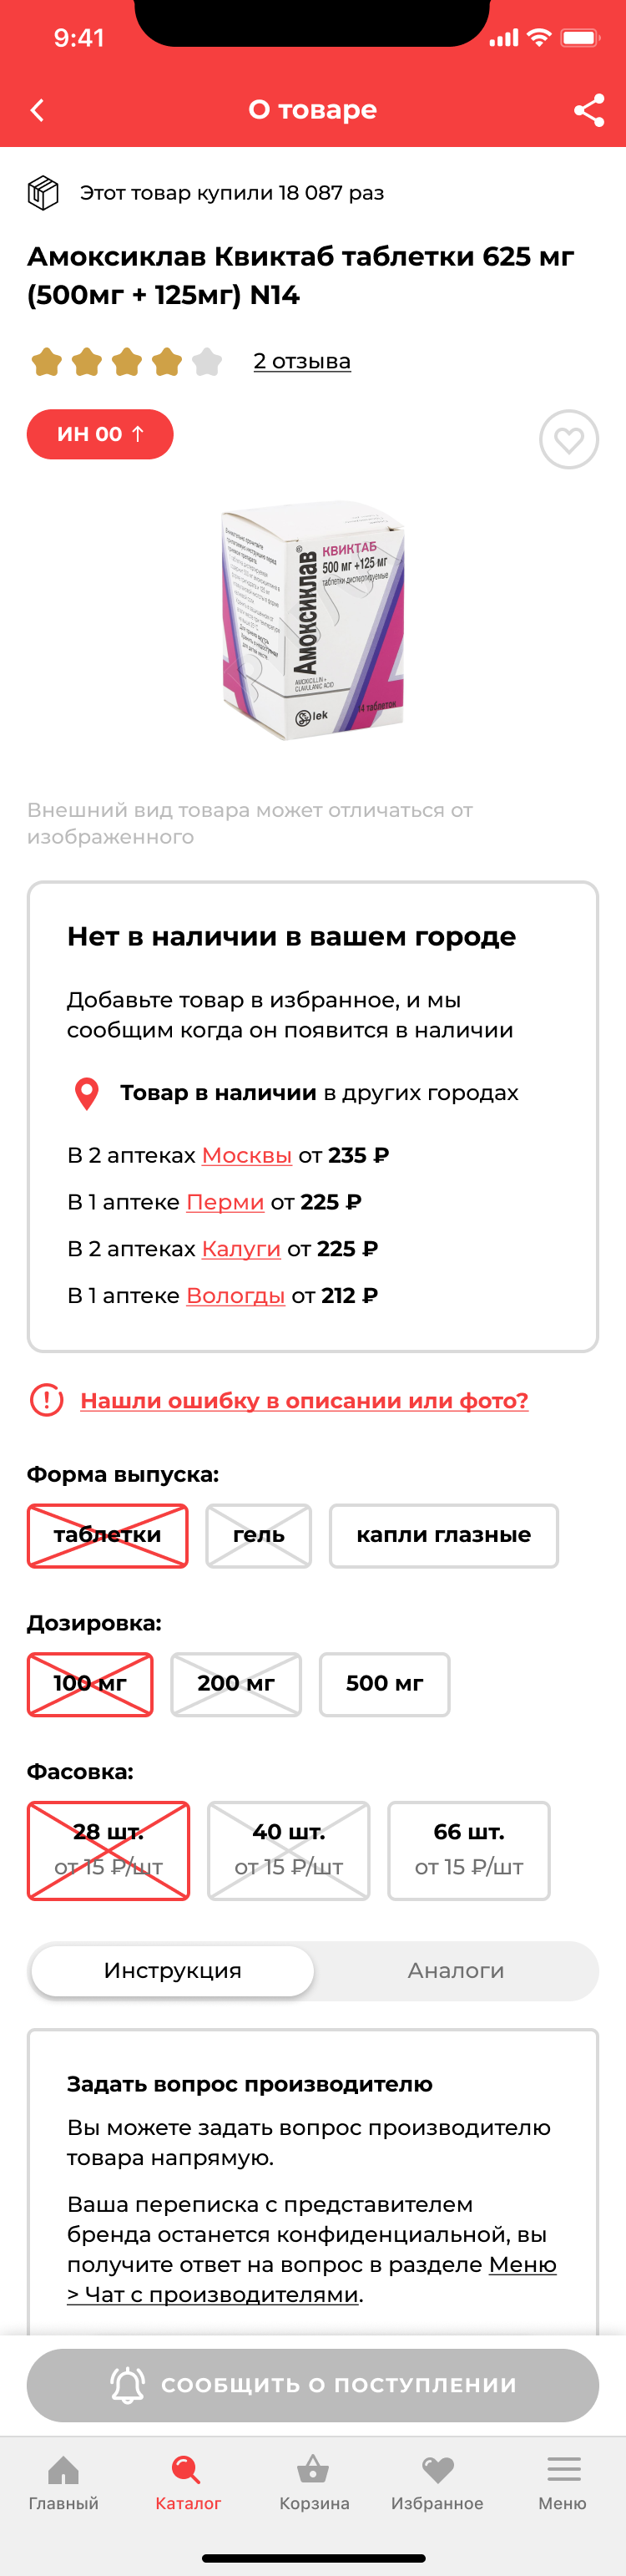 9:41
О товаре
Этот товар купили 18 087 раз
Амоксиклав Квиктаб таблетки 625 мг
(500мг + 125мг) N14
2 отзыва
ИН 00 ↑
Амоксиклав®
КВИКТАБ
500 мг +125 мг
таблетки диспергируемые
AMOXICILLIN +
CLAVULANIC ACID
lek
14 таблеток
Внешний вид товара может отличаться от
изображенного
Нет в наличии в вашем городе
Добавьте товар в избранное, и мы
сообщим когда он появится в наличии
Товар в наличии в других городах
В 2 аптеках Москвы от 235 ₽
В 1 аптеке Перми от 225 ₽
В 2 аптеках Калуги от 225 ₽
В 1 аптеке Вологды от 212 ₽
Нашли ошибку в описании или фото?
Форма выпуска:
таблетки гель капли глазные
Дозировка:
100 мг 200 мг 500 мг
Фасовка:
28 шт. 40 шт. 66 шт.
от 15 ₽/шт от 15 ₽/шт от 15 ₽/шт
Инструкция Аналоги
Задать вопрос производителю
Вы можете задать вопрос производителю
товара напрямую.
Ваша переписка с представителем
бренда останется конфиденциальной, вы
получите ответ на вопрос в разделе Меню
> Чат с производителями.
СООБЩИТЬ О ПОСТУПЛЕНИИ
Главный Каталог Корзина Избранное Меню